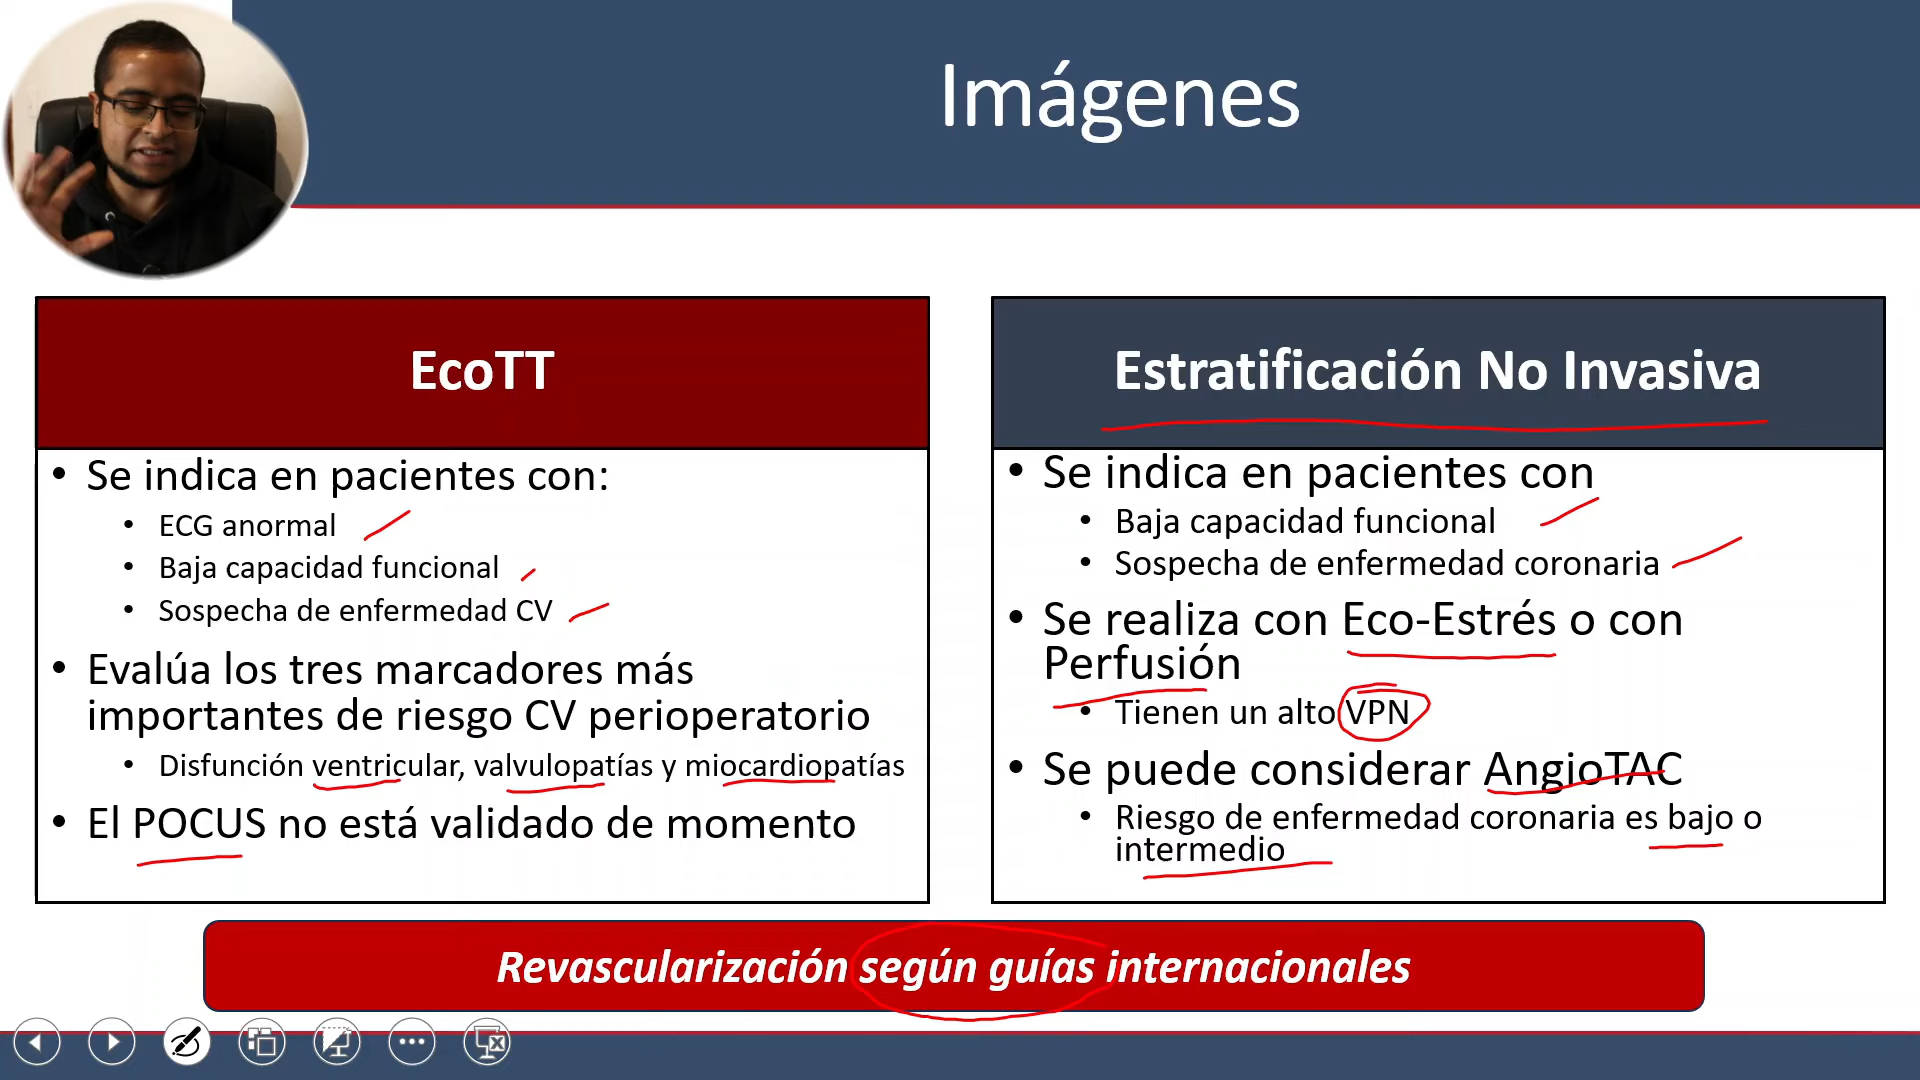 Imágenes
EcoTT
• Se indica en pacientes con:
• ECG anormal
• Baja capacidad funcional
• Sospecha de enfermedad CV
• Evalúa los tres marcadores más
importantes de riesgo CV perioperatorio
• Disfunción ventricular, valvulopatías y miocardiopatías
• El POCUS no está validado de momento
Estratificación No Invasiva
• Se indica en pacientes con
• Baja capacidad funcional
• Sospecha de enfermedad coronaria
• Se realiza con Eco-Estrés o con
Perfusión
• Tienen un alto VPN
• Se puede considerar AngioTAC
• Riesgo de enfermedad coronaria es bajo o
intermedio
Revascularización según guías internacionales